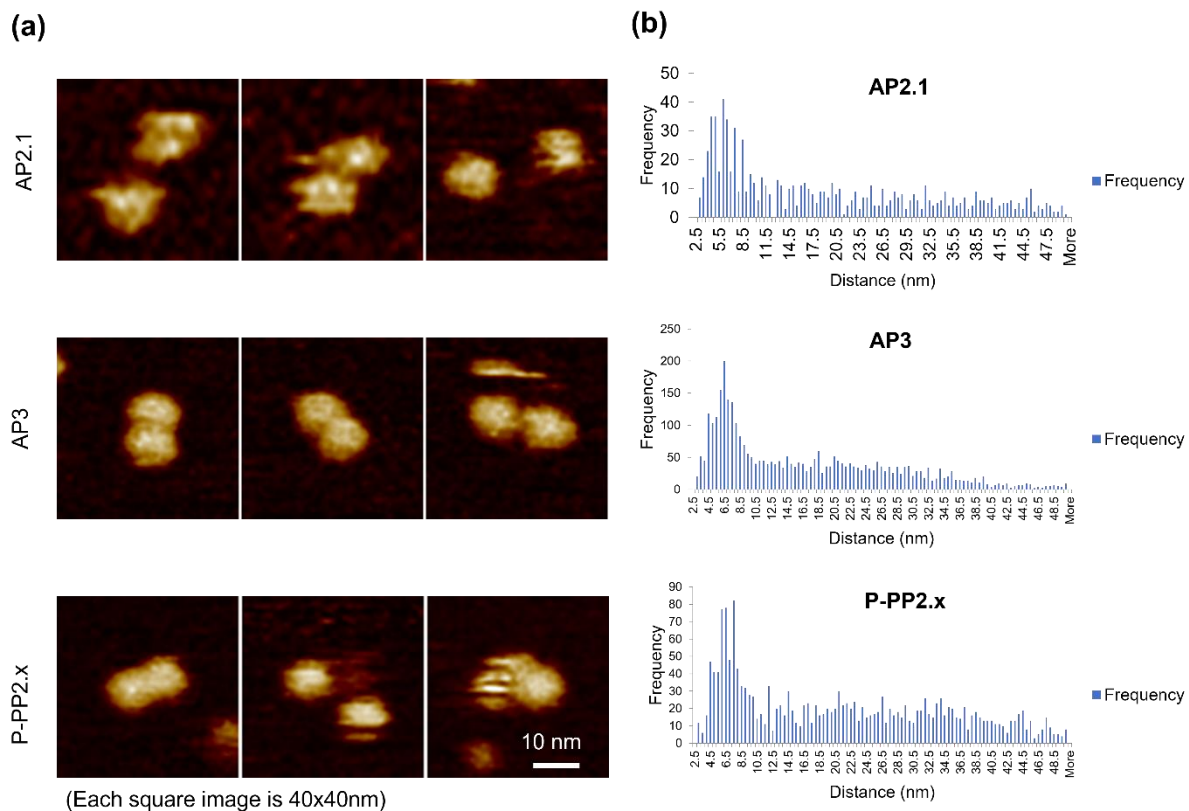 (a)
AP2.1
AP3
P-PP2.x
10 nm
(Each square image is 40x40nm)
(b)
AP2.1
Frequency
50
40
30
20
10
0
2.5 5.5 8.5 11.5 14.5 17.5 20.5 23.5 26.5 29.5 32.5 35.5 38.5 41.5 44.5 47.5 More
Distance (nm)
Frequency
AP3
Frequency
250
200
150
100
50
0
2.5 4.5 6.5 8.5 10.5 12.5 14.5 16.5 18.5 20.5 22.5 24.5 26.5 28.5 30.5 32.5 34.5 36.5 38.5 40.5 42.5 44.5 46.5 48.5 More
Distance (nm)
Frequency
P-PP2.x
Frequency
90
80
70
60
50
40
30
20
10
0
2.5 4.5 6.5 8.5 10.5 12.5 14.5 16.5 18.5 20.5 22.5 24.5 26.5 28.5 30.5 32.5 34.5 36.5 38.5 40.5 42.5 44.5 46.5 48.5 More
Distance (nm)
Frequency